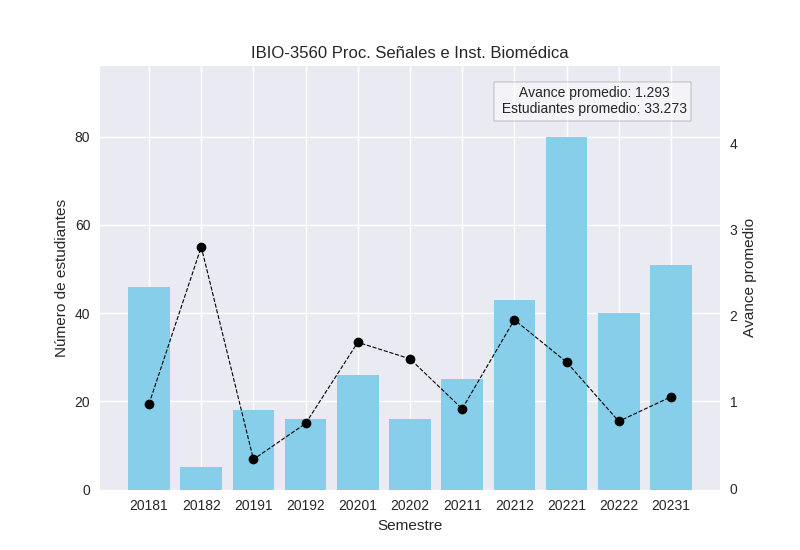 IBIO-3560 Proc. Señales e Inst. Biomédica
Avance promedio: 1.293
Estudiantes promedio: 33.273
Número de estudiantes
80
60
40
20
0
Avance promedio
4
3
2
1
0
20181 20182 20191 20192 20201 20202 20211 20212 20221 20222 20231
Semestre